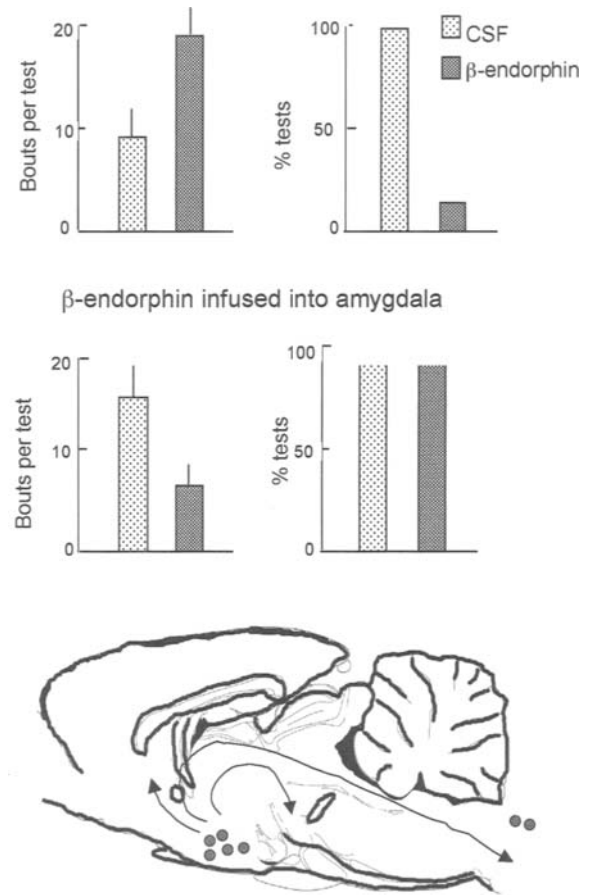 20
10
0
Bouts per test
100
50
0
% tests
CSF
β-endorphin
β-endorphin infused into amygdala
20
10
0
Bouts per test
100
50
0
% tests